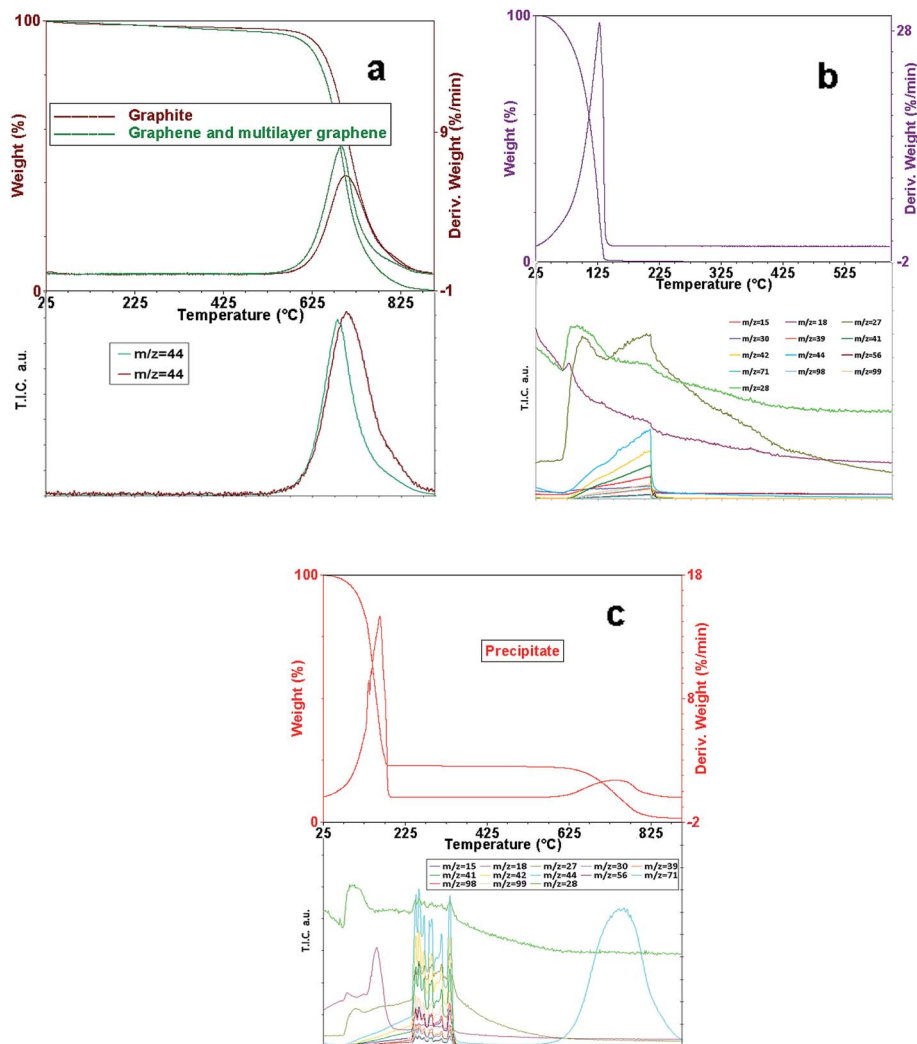 100
Weight (%)
0
a
Graphite
Graphene and multilayer graphene
9
Deriv. Weight (%/min)
-1
25
225
425
625
825
Temperature (°C)
T.I.C. a.u.
m/z=44
m/z=44
100
Weight (%)
0
b
28
Deriv. Weight (%/min)
-2
25
125
225
325
425
525
Temperature (°C)
m/z=15 m/z= 18 m/z=27
m/z=30 m/z=39 m/z=41
m/z=42 m/z=44 m/z=56
m/z=71 m/z=98 m/z=99
m/z=28
T.I.C. a.u.
100
Weight (%)
0
c
Precipitate
18
8
Deriv. Weight (%/min)
-2
25
225
425
625
825
Temperature (°C)
m/z=15 m/z=18 m/z=27 m/z=30 m/z=39
m/z=41 m/z=42 m/z=44 m/z=56 m/z=71
m/z=98 m/z=99 m/z=28
T.I.C. a.u.